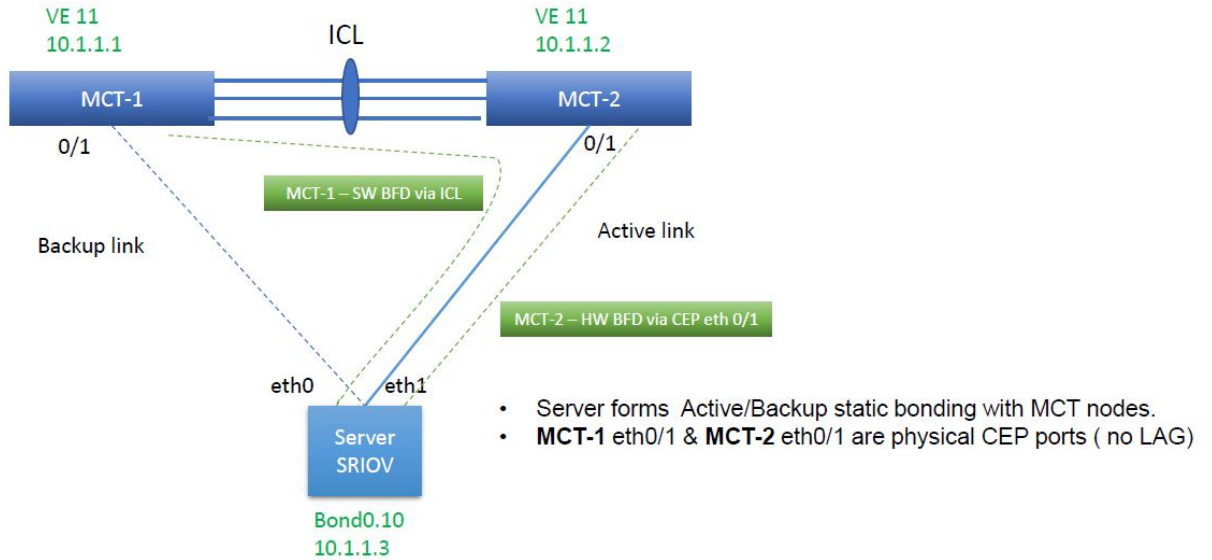 VE 11
10.1.1.1
ICL
VE 11
10.1.1.2
MCT-1
MCT-2
0/1
0/1
MCT-1 – SW BFD via ICL
Backup link
Active link
MCT-2 – HW BFD via CEP eth 0/1
eth0
eth1
Server
SRIOV
Bond0.10
10.1.1.3
• Server forms Active/Backup static bonding with MCT nodes.
• MCT-1 eth0/1 & MCT-2 eth0/1 are physical CEP ports ( no LAG)